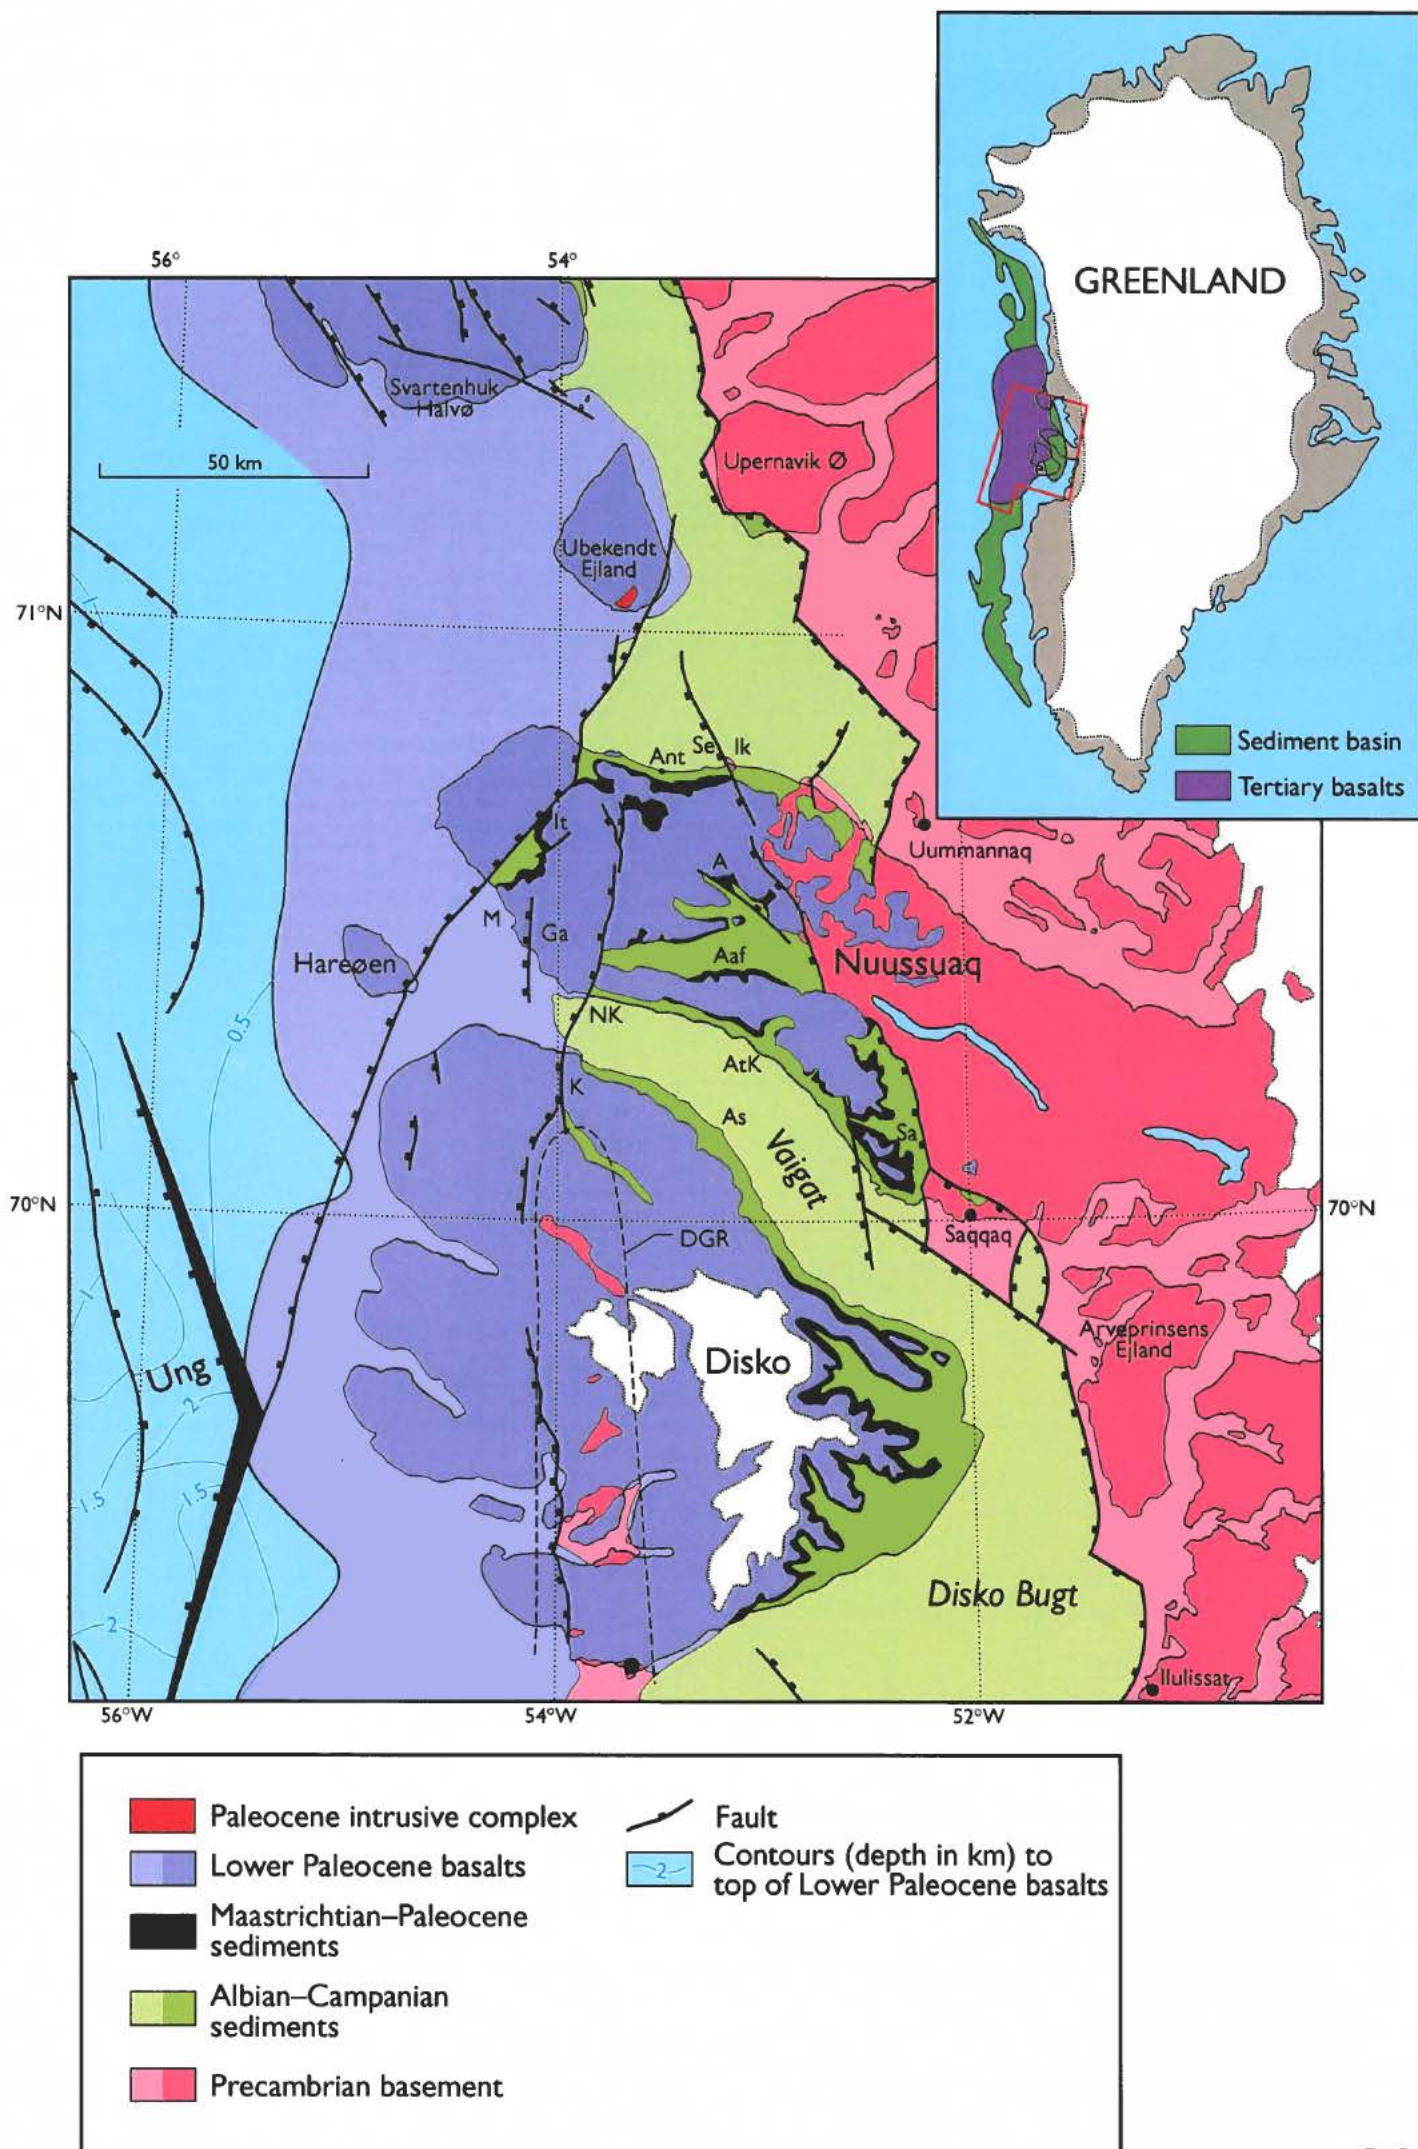 GREENLAND
Sediment basin
Tertiary basalts
56°
54°
Svartenhuk
Halvø
50 km
Upernavik Ø
Ubekendt
Ejland
71°N
Ant
Se
Ik
It
Uummannaq
A
M
Ga
Hareøen
Aaf
Nuussuaq
0.5
NK
AtK
K
As
Vaigat
Sa
70°N
70°N
Saqqaq
DGR
1
1
Arveprinsens
Ejland
Disko
Ung
2
1.5
1.5
2
Disko Bugt
Ilulissat
56°W
54°W
52°W
Paleocene intrusive complex
Lower Paleocene basalts
Maastrichtian–Paleocene
sediments
Albian–Campanian
sediments
Precambrian basement
Fault
2
Contours (depth in km) to
top of Lower Paleocene basalts